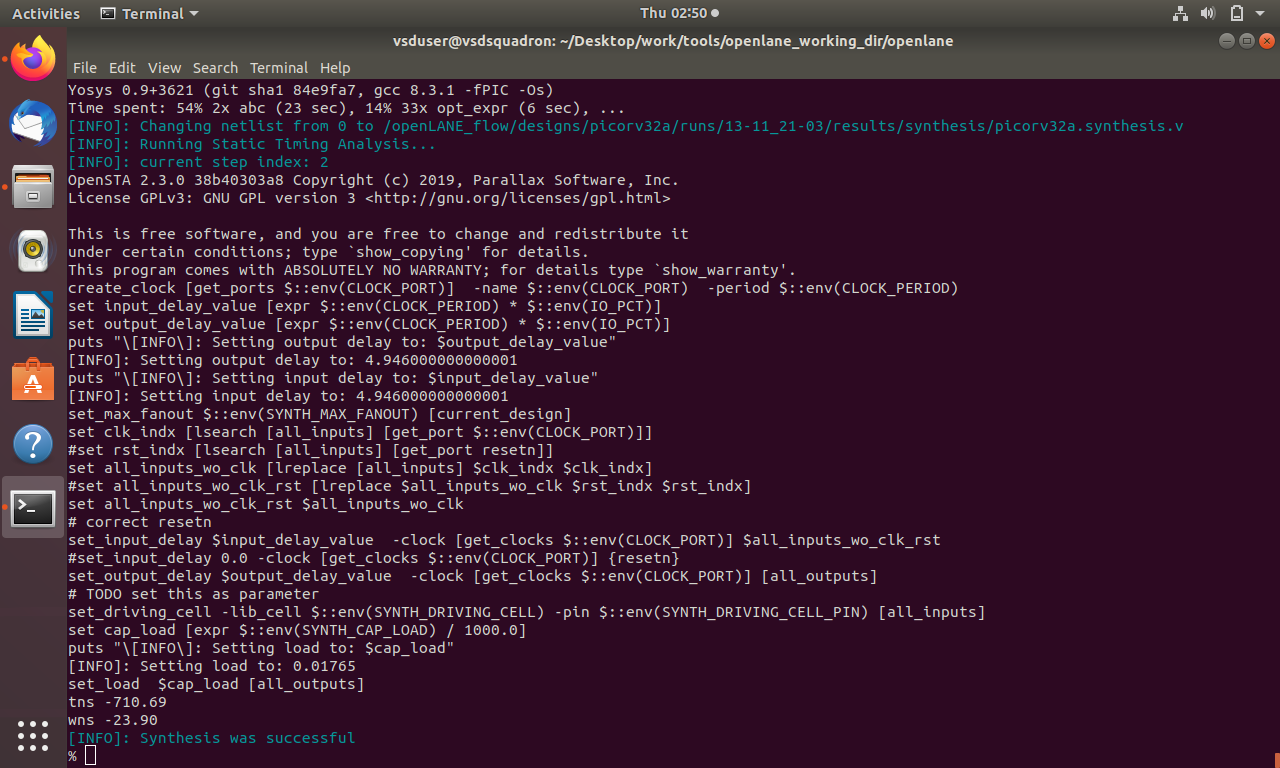 Activities Terminal Thu 02:50
vsduser@vsdsquadron: ~/Desktop/work/tools/openlane_working_dir/openlane
File Edit View Search Terminal Help
Yosys 0.9+3621 (git sha1 84e9fa7, gcc 8.3.1 -fPIC -Os)
Time spent: 54% 2x abc (23 sec), 14% 33x opt_expr (6 sec), ...
[INFO]: Changing netlist from 0 to /openLANE_flow/designs/picorv32a/runs/13-11_21-03/results/synthesis/picorv32a.synthesis.v
[INFO]: Running Static Timing Analysis...
[INFO]: current step index: 2
OpenSTA 2.3.0 38b40303a8 Copyright (c) 2019, Parallax Software, Inc.
License GPLv3: GNU GPL version 3 <http://gnu.org/licenses/gpl.html>

This is free software, and you are free to change and redistribute it
under certain conditions; type `show_copying' for details.
This program comes with ABSOLUTELY NO WARRANTY; for details type `show_warranty'.
create_clock [get_ports $::env(CLOCK_PORT)]  -name $::env(CLOCK_PORT)  -period $::env(CLOCK_PERIOD)
set input_delay_value [expr $::env(CLOCK_PERIOD) * $::env(IO_PCT)]
set output_delay_value [expr $::env(CLOCK_PERIOD) * $::env(IO_PCT)]
puts "\[INFO\]: Setting output delay to: $output_delay_value"
[INFO]: Setting output delay to: 4.946000000000001
puts "\[INFO\]: Setting input delay to: $input_delay_value"
[INFO]: Setting input delay to: 4.946000000000001
set_max_fanout $::env(SYNTH_MAX_FANOUT) [current_design]
set clk_indx [lsearch [all_inputs] [get_port $::env(CLOCK_PORT)]]
#set rst_indx [lsearch [all_inputs] [get_port resetn]]
set all_inputs_wo_clk [lreplace [all_inputs] $clk_indx $clk_indx]
#set all_inputs_wo_clk_rst [lreplace $all_inputs_wo_clk $rst_indx $rst_indx]
set all_inputs_wo_clk_rst $all_inputs_wo_clk
# correct resetn
set_input_delay $input_delay_value  -clock [get_clocks $::env(CLOCK_PORT)] $all_inputs_wo_clk_rst
#set_input_delay 0.0 -clock [get_clocks $::env(CLOCK_PORT)] {resetn}
set_output_delay $output_delay_value  -clock [get_clocks $::env(CLOCK_PORT)] [all_outputs]
# TODO set this as parameter
set_driving_cell -lib_cell $::env(SYNTH_DRIVING_CELL) -pin $::env(SYNTH_DRIVING_CELL_PIN) [all_inputs]
set cap_load [expr $::env(SYNTH_CAP_LOAD) / 1000.0]
puts "\[INFO\]: Setting load to: $cap_load"
[INFO]: Setting load to: 0.01765
set_load  $cap_load [all_outputs]
tns -710.69
wns -23.90
[INFO]: Synthesis was successful
%